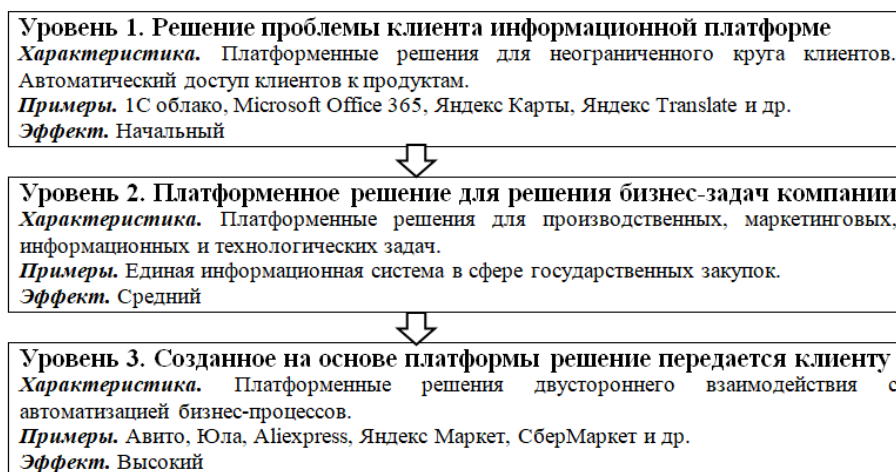 Уровень 1. Решение проблемы клиента информационной платформе
Характеристика. Платформенные решения для неограниченного круга клиентов.
Автоматический доступ клиентов к продуктам.
Примеры. 1С облако, Microsoft Office 365, Яндекс Карты, Яндекс Translate и др.
Эффект. Начальный
Уровень 2. Платформенное решение для решения бизнес-задач компании
Характеристика. Платформенные решения для производственных, маркетинговых,
информационных и технологических задач.
Примеры. Единая информационная система в сфере государственных закупок.
Эффект. Средний
Уровень 3. Созданное на основе платформы решение передается клиенту
Характеристика. Платформенные решения двустороннего взаимодействия с
автоматизацией бизнес-процессов.
Примеры. Авито, Юла, Aliexpress, Яндекс Маркет, СберМаркет и др.
Эффект. Высокий